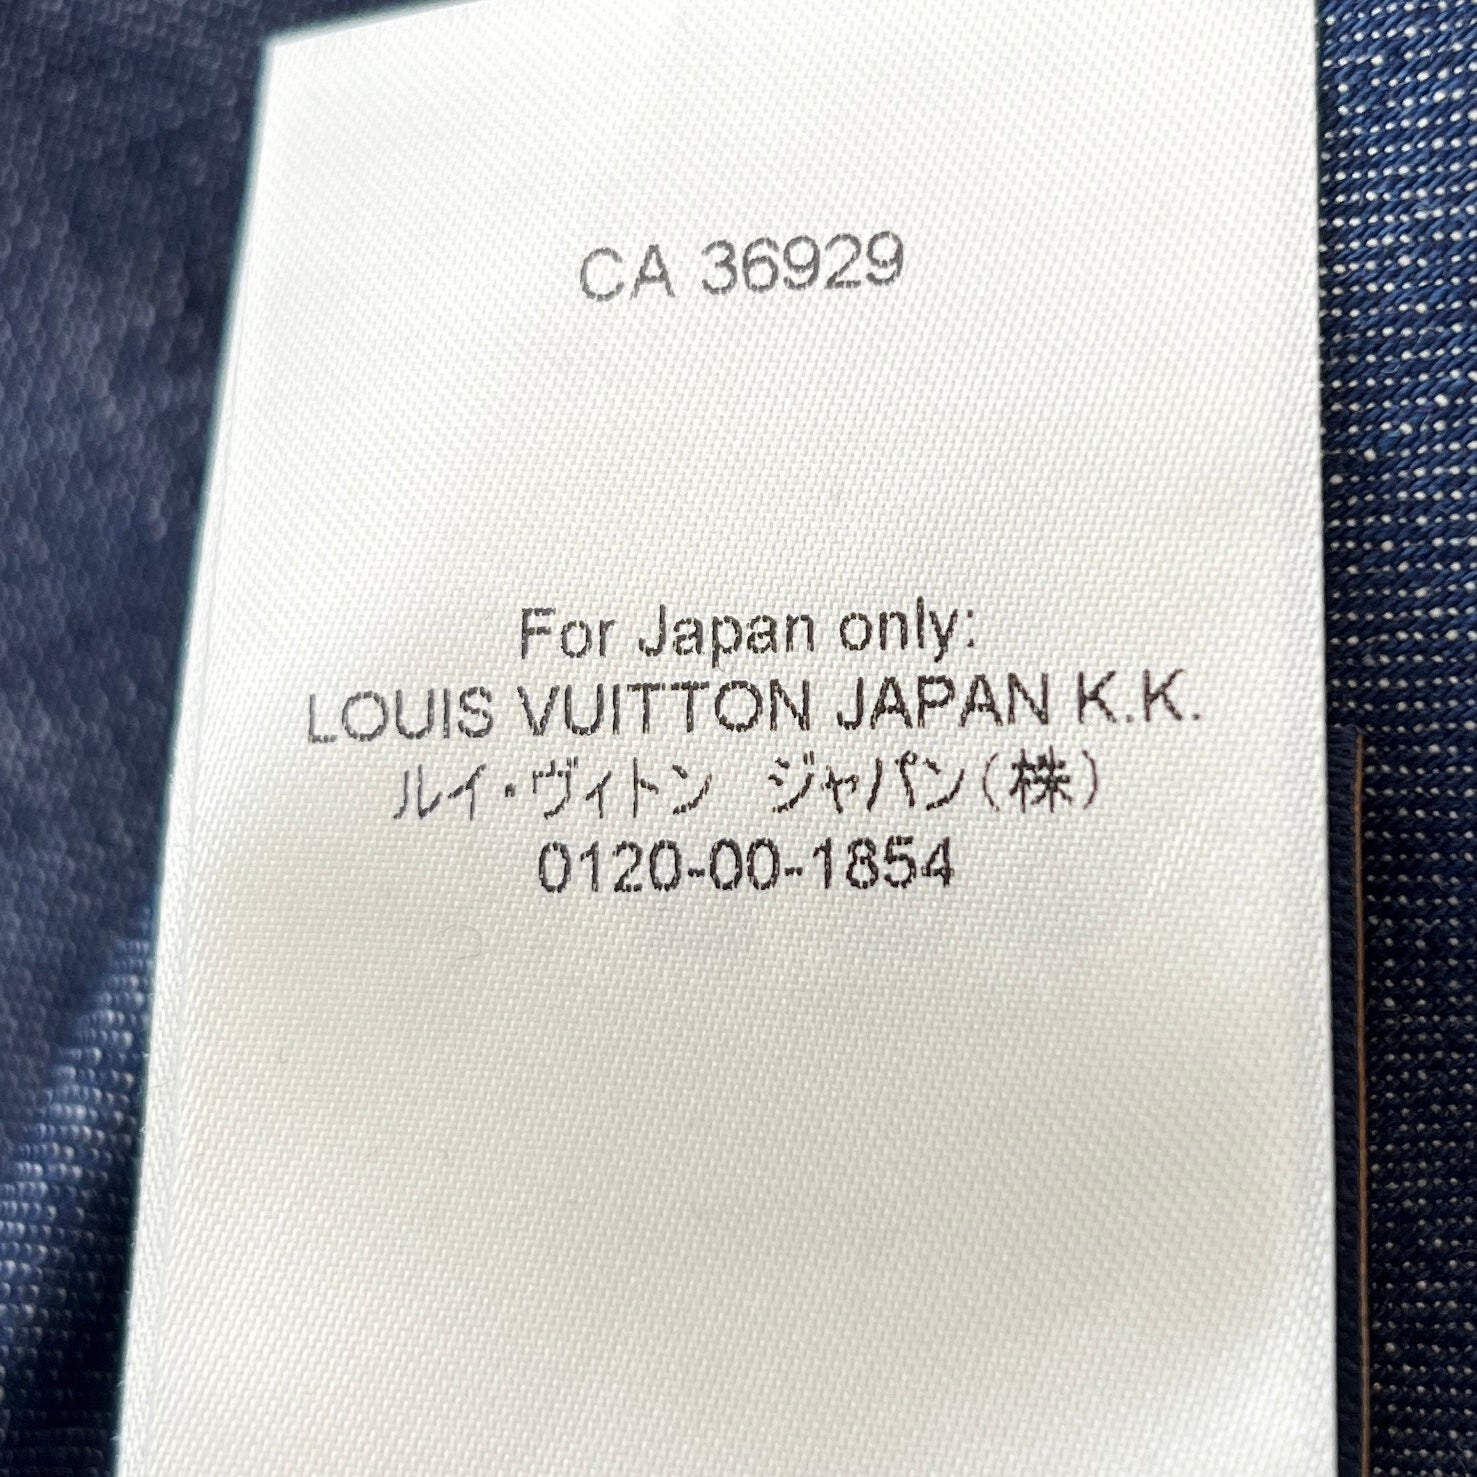 CA 36929
For Japan only:
LOUIS VUITTON JAPAN K.K.
ルイ・ヴィトン　ジャパン(株)
0120-00-1854